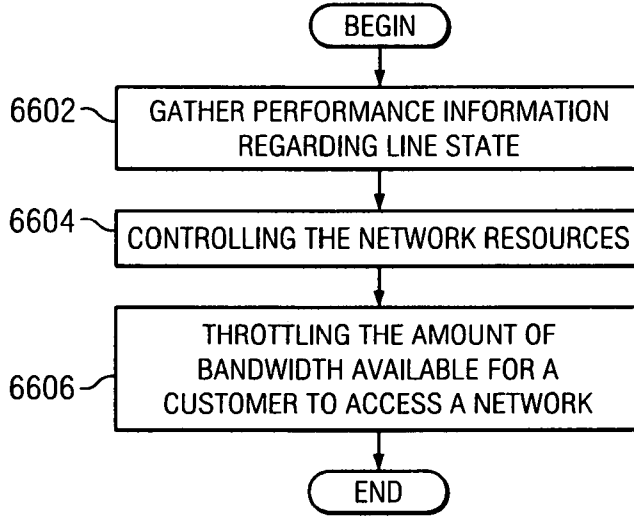 BEGIN
6602
GATHER PERFORMANCE INFORMATION
REGARDING LINE STATE
6604
CONTROLLING THE NETWORK RESOURCES
6606
THROTTLING THE AMOUNT OF
BANDWIDTH AVAILABLE FOR A
CUSTOMER TO ACCESS A NETWORK
END